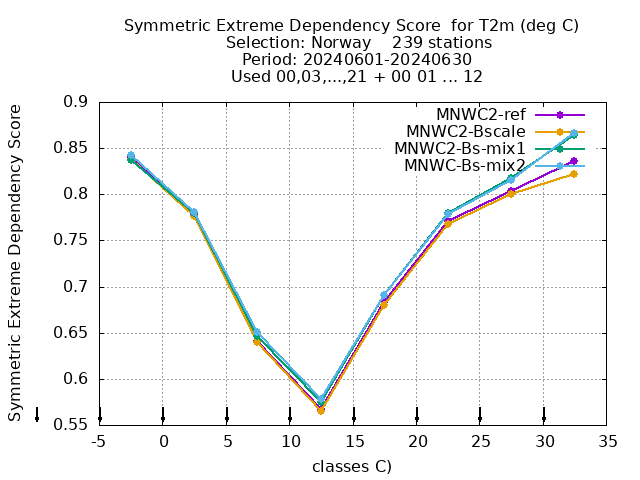 Symmetric Extreme Dependency Score  for T2m (deg C)
Selection: Norway    239 stations
Period: 20240601-20240630
Used 00,03,...,21 + 00 01 ... 12
Symmetric Extreme Dependency Score
0.9
0.85
0.8
0.75
0.7
0.65
0.6
0.55
MNWC2-ref
MNWC2-Bscale
MNWC2-Bs-mix1
MNWC-Bs-mix2
-5 0 5 10 15 20 25 30 35
classes C)